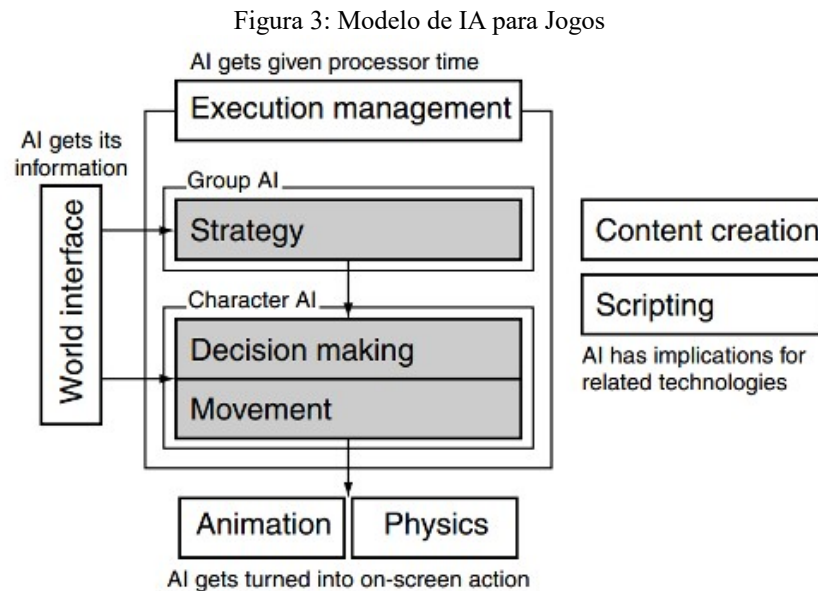 Figura 3: Modelo de IA para Jogos
AI gets given processor time
Execution management
AI gets its
information
World interface
Group AI
Strategy
Character AI
Decision making
Movement
Content creation
Scripting
AI has implications for
related technologies
Animation
Physics
AI gets turned into on-screen action